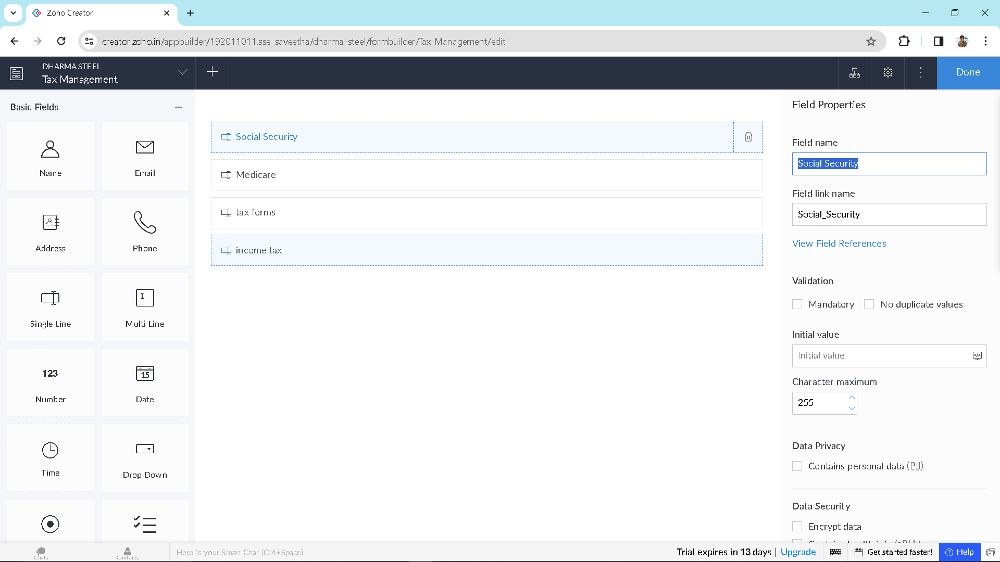 Zoho Creator
creator.zoho.in/appbuilder/192011011.sse_saveetha/dharma-steel/formbuilder/Tax_Management/edit
DHARMA STEEL
Tax Management
Done
Basic Fields
Name
Email
Address
Phone
Single Line
Multi Line
123
Number
15
Date
Time
Drop Down
Social Security
Medicare
tax forms
income tax
Field Properties
Field name
Social Security
Field link name
Social_Security
View Field References
Validation
Mandatory
No duplicate values
Initial value
Initial value
Character maximum
255
Data Privacy
Contains personal data (PII)
Data Security
Encrypt data
Contains health info (ePHI)
Chats
Contacts
Here is your Smart Chat (Ctrl+Space)
Trial expires in 13 days | Upgrade
Get started faster!
Help